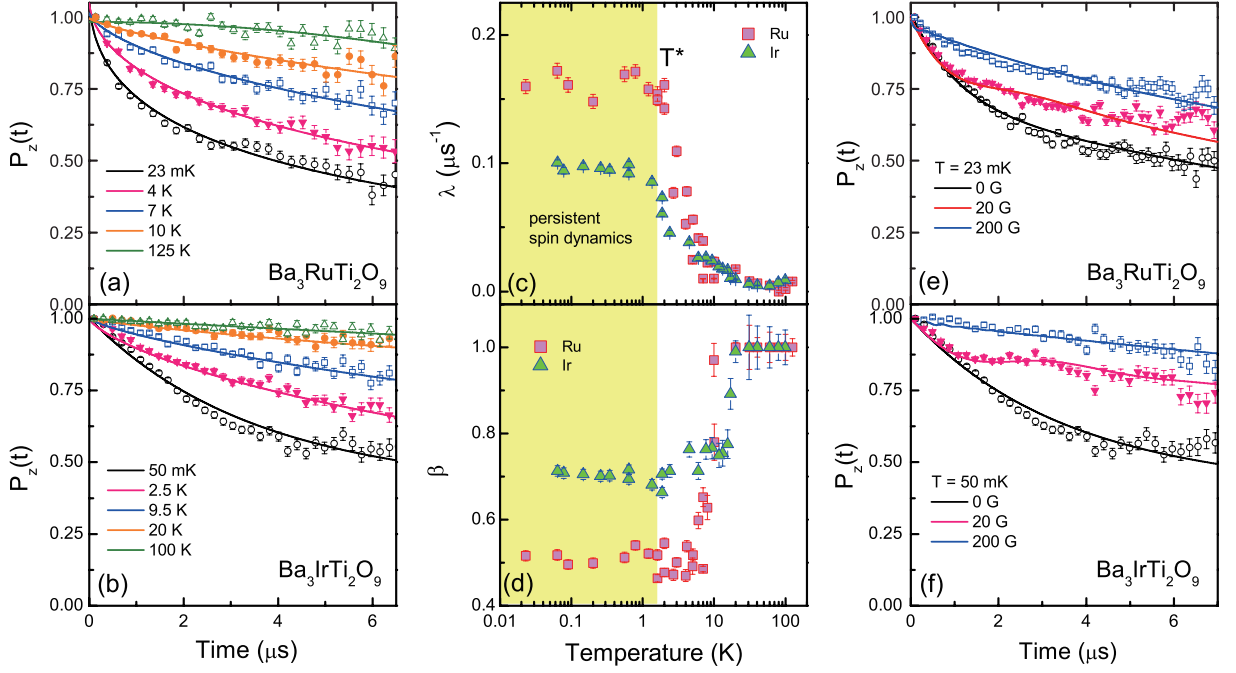 1.00
0.75
0.50
0.25
0.00
P_z(t)
23 mK
4 K
7 K
10 K
125 K
(a)
Ba₃RuTi₂O₉
1.00
0.75
0.50
0.25
0.00
P_z(t)
50 mK
2.5 K
9.5 K
20 K
100 K
(b)
Ba₃IrTi₂O₉
0 2 4 6
Time (μs)
0.2
0.1
0.0
λ (μs⁻¹)
Ru
Ir
T*
persistent
spin dynamics
(c)
1.0
0.8
0.6
0.4
β
Ru
Ir
(d)
0.01 0.1 1 10 100
Temperature (K)
1.00
0.75
0.50
0.25
0.00
P_z(t)
T = 23 mK
0 G
20 G
200 G
(e)
Ba₃RuTi₂O₉
1.00
0.75
0.50
0.25
0.00
P_z(t)
T = 50 mK
0 G
20 G
200 G
(f)
Ba₃IrTi₂O₉
0 2 4 6
Time (μs)